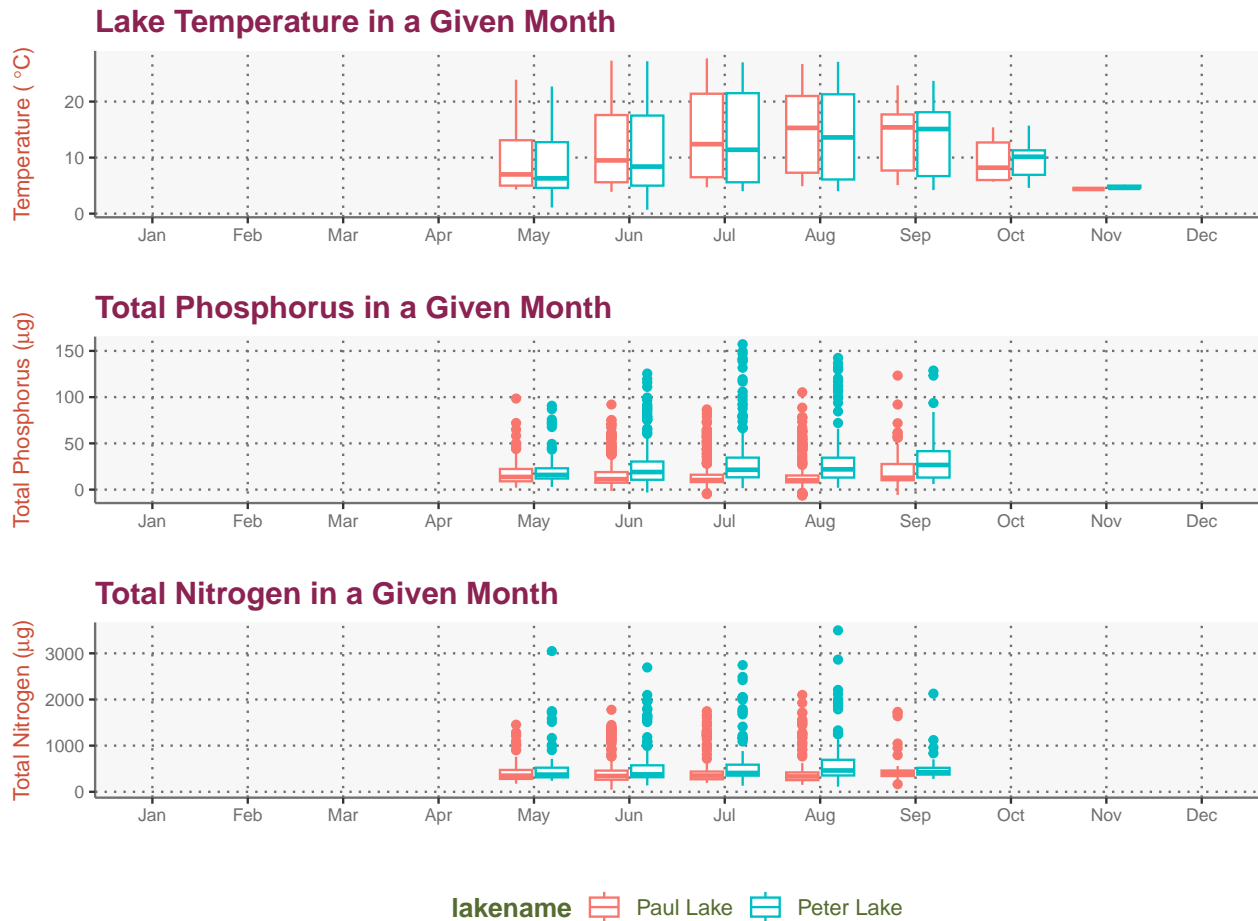 Lake Temperature in a Given Month
Temperature ( °C)
20
10
0
Jan Feb Mar Apr May Jun Jul Aug Sep Oct Nov Dec
Total Phosphorus in a Given Month
Total Phosphorus (µg)
150
100
50
0
Jan Feb Mar Apr May Jun Jul Aug Sep Oct Nov Dec
Total Nitrogen in a Given Month
Total Nitrogen (µg)
3000
2000
1000
0
Jan Feb Mar Apr May Jun Jul Aug Sep Oct Nov Dec
lakename Paul Lake Peter Lake